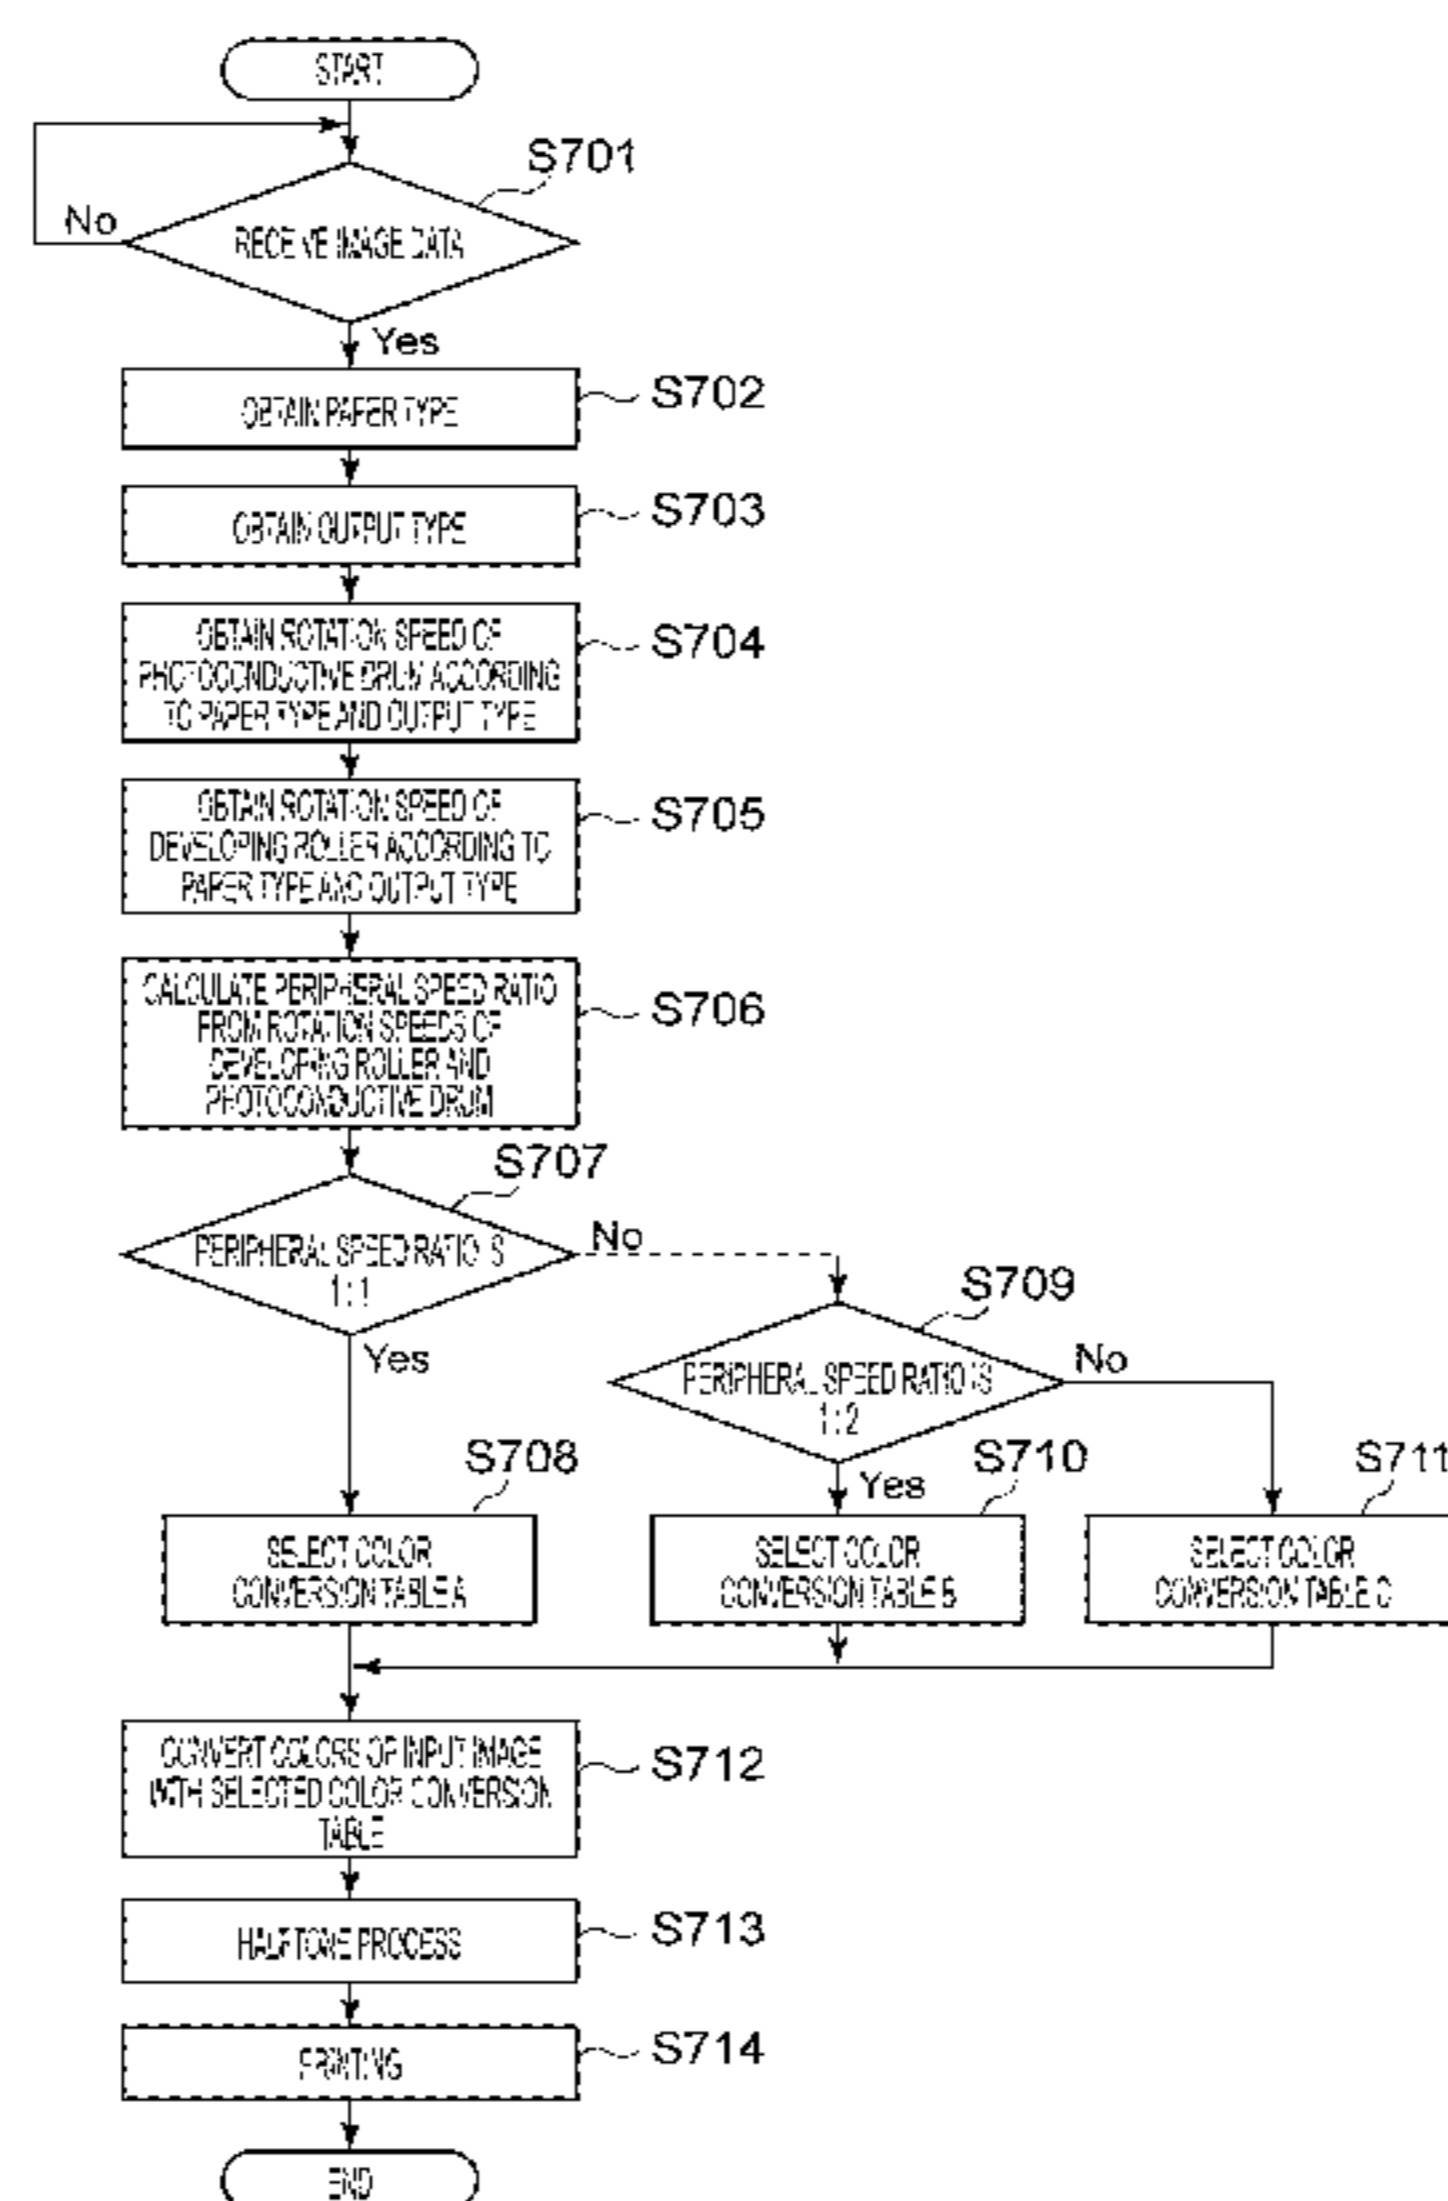 START
S701
No
RECEIVE IMAGE DATA
Yes
OBTAIN PAPER TYPE
S702
OBTAIN OUTPUT TYPE
S703
OBTAIN ROTATION SPEED OF
PHOTOCONDUCTIVE DRUM ACCORDING
TO PAPER TYPE AND OUTPUT TYPE
S704
OBTAIN ROTATION SPEED OF
DEVELOPING ROLLER ACCORDING TO
PAPER TYPE AND OUTPUT TYPE
S705
CALCULATE PERIPHERAL SPEED RATIO
FROM ROTATION SPEEDS OF
DEVELOPING ROLLER AND
PHOTOCONDUCTIVE DRUM
S706
S707
PERIPHERAL SPEED RATIO IS
1:1
No
Yes
S709
PERIPHERAL SPEED RATIO IS
1:2
No
Yes
S708
SELECT COLOR
CONVERSION TABLE A
S710
SELECT COLOR
CONVERSION TABLE B
S711
SELECT COLOR
CONVERSION TABLE C
CONVERT COLORS OF INPUT IMAGE
WITH SELECTED COLOR CONVERSION
TABLE
S712
HALFTONE PROCESS
S713
PRINTING
S714
END